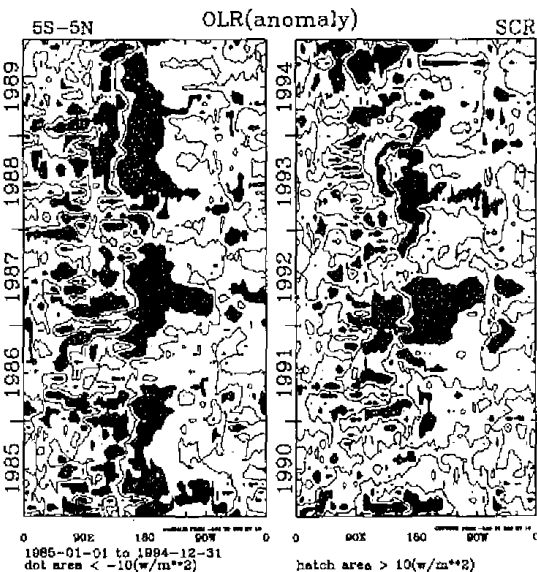 OLR(anomaly)
5S-5N
SCR
1989
1988
1987
1986
1985
1994
1993
1992
1991
1990
0 90E 180 90W 0
0 90E 180 90W 0
1985-01-01 to 1994-12-31
dot area < -10(w/m**2)
hatch area > 10(w/m**2)